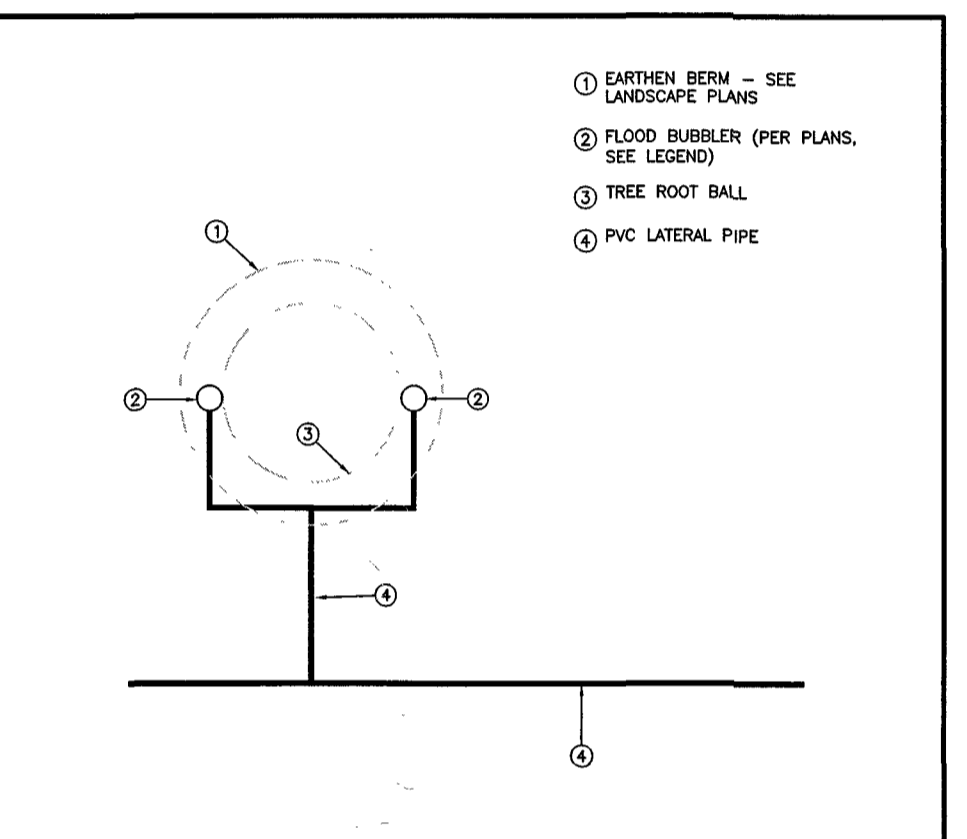 ① EARTHEN BERM – SEE
LANDSCAPE PLANS
② FLOOD BUBBLER (PER PLANS,
SEE LEGEND)
③ TREE ROOT BALL
④ PVC LATERAL PIPE
①
② ②
③
④
④